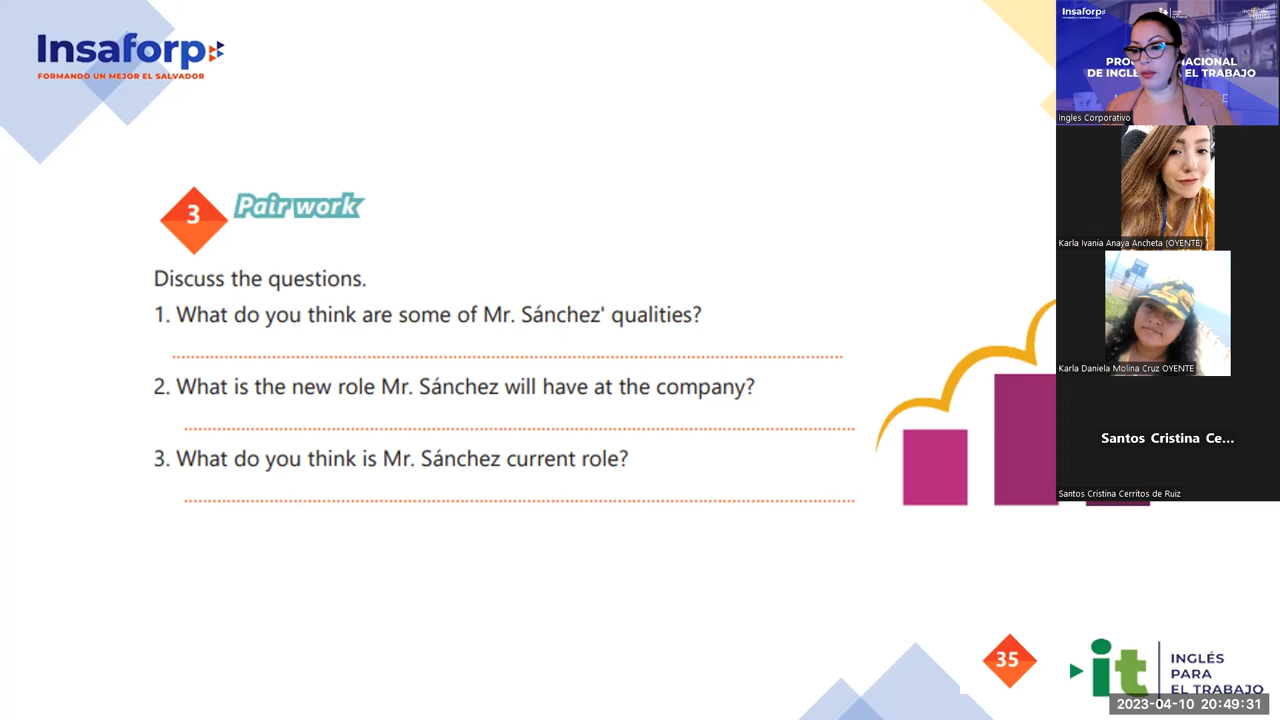 Insaforp
FORMANDO UN MEJOR EL SALVADOR
3
Pair work
Discuss the questions.
1. What do you think are some of Mr. Sánchez' qualities?
2. What is the new role Mr. Sánchez will have at the company?
3. What do you think is Mr. Sánchez current role?
35
it
INGLÉS
PARA
EL TRABAJO
2023-04-10 20:49:31
Insaforp
it
EL TRABAJO
Ingles Corporativo
Karla Ivania Anaya Ancheta (OYENTE)
Karla Daniela Molina Cruz OYENTE
Santos Cristina Ce...
Santos Cristina Cerritos de Ruiz